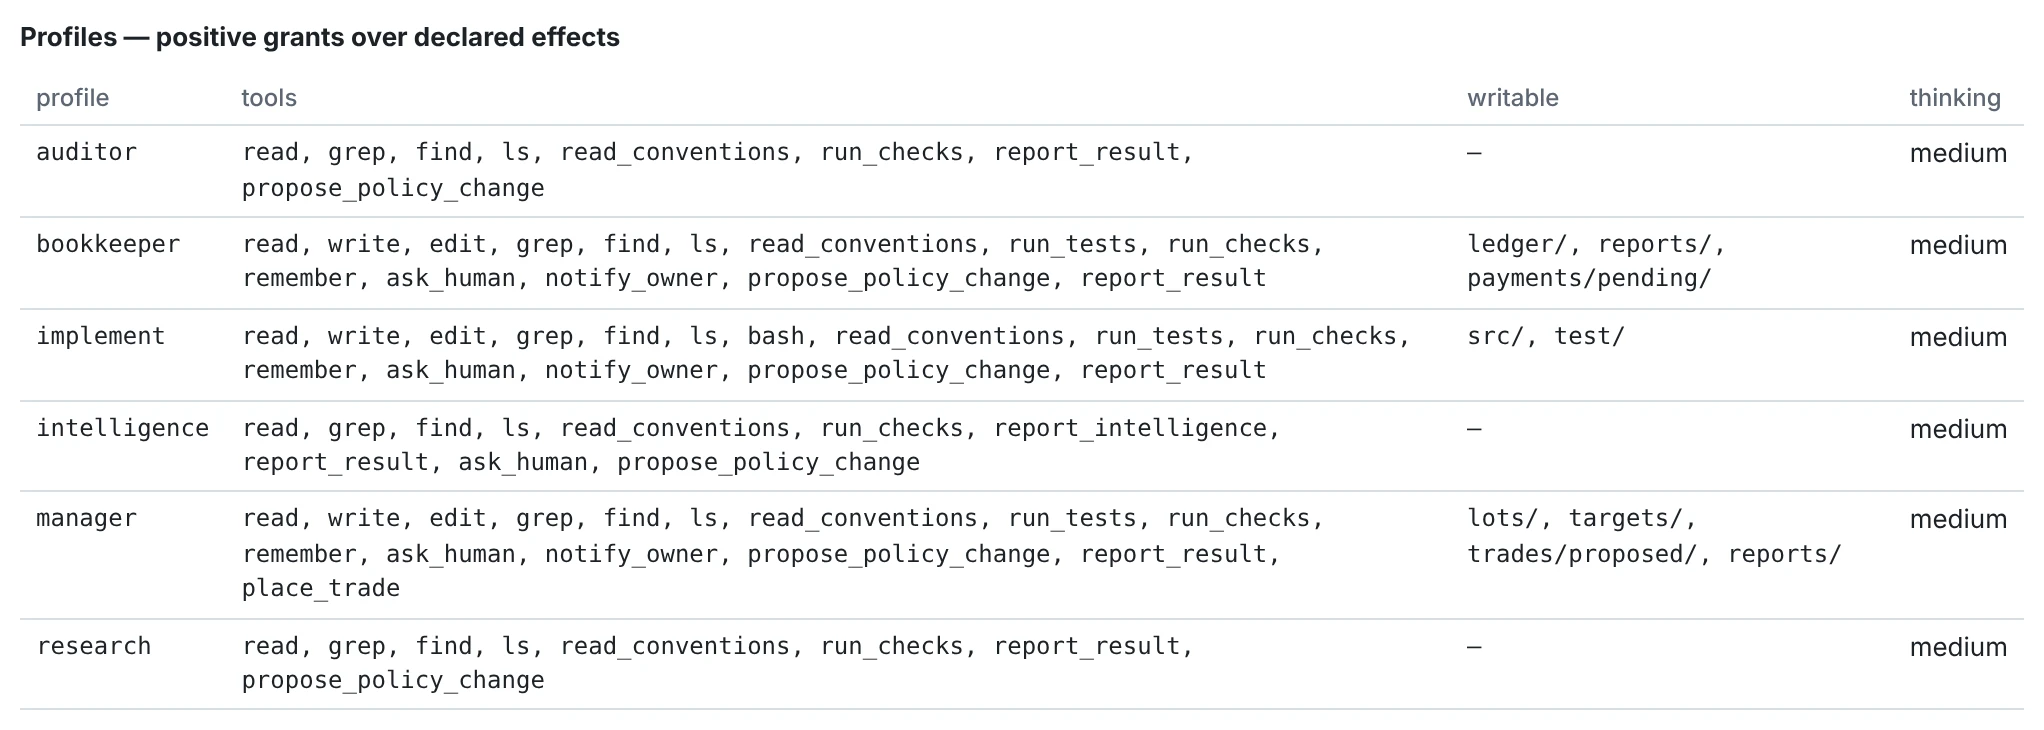 Profiles — positive grants over declared effects
profile tools writable thinking
auditor read, grep, find, ls, read_conventions, run_checks, report_result, — medium
propose_policy_change
bookkeeper read, write, edit, grep, find, ls, read_conventions, run_tests, run_checks, ledger/, reports/, medium
remember, ask_human, notify_owner, propose_policy_change, report_result payments/pending/
implement read, write, edit, grep, find, ls, bash, read_conventions, run_tests, run_checks, src/, test/ medium
remember, ask_human, notify_owner, propose_policy_change, report_result
intelligence read, grep, find, ls, read_conventions, run_checks, report_intelligence, — medium
report_result, ask_human, propose_policy_change
manager read, write, edit, grep, find, ls, read_conventions, run_tests, run_checks, lots/, targets/, medium
remember, ask_human, notify_owner, propose_policy_change, report_result, trades/proposed/, reports/
place_trade
research read, grep, find, ls, read_conventions, run_checks, report_result, — medium
propose_policy_change